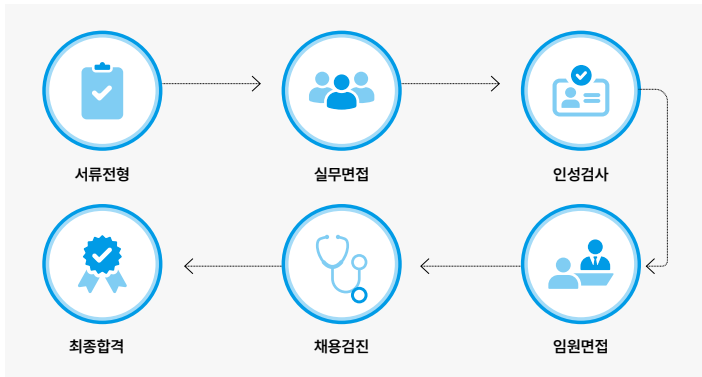 서류전형
실무면접
인성검사
임원면접
채용검진
최종합격